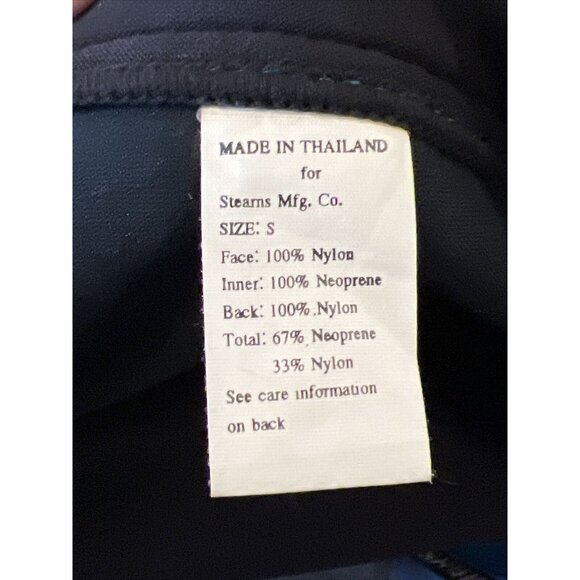 MADE IN THAILAND
for
Stearns Mfg. Co.
SIZE: S
Face: 100% Nylon
Inner: 100% Neoprene
Back: 100% Nylon
Total: 67% Neoprene
33% Nylon
See care information
on back